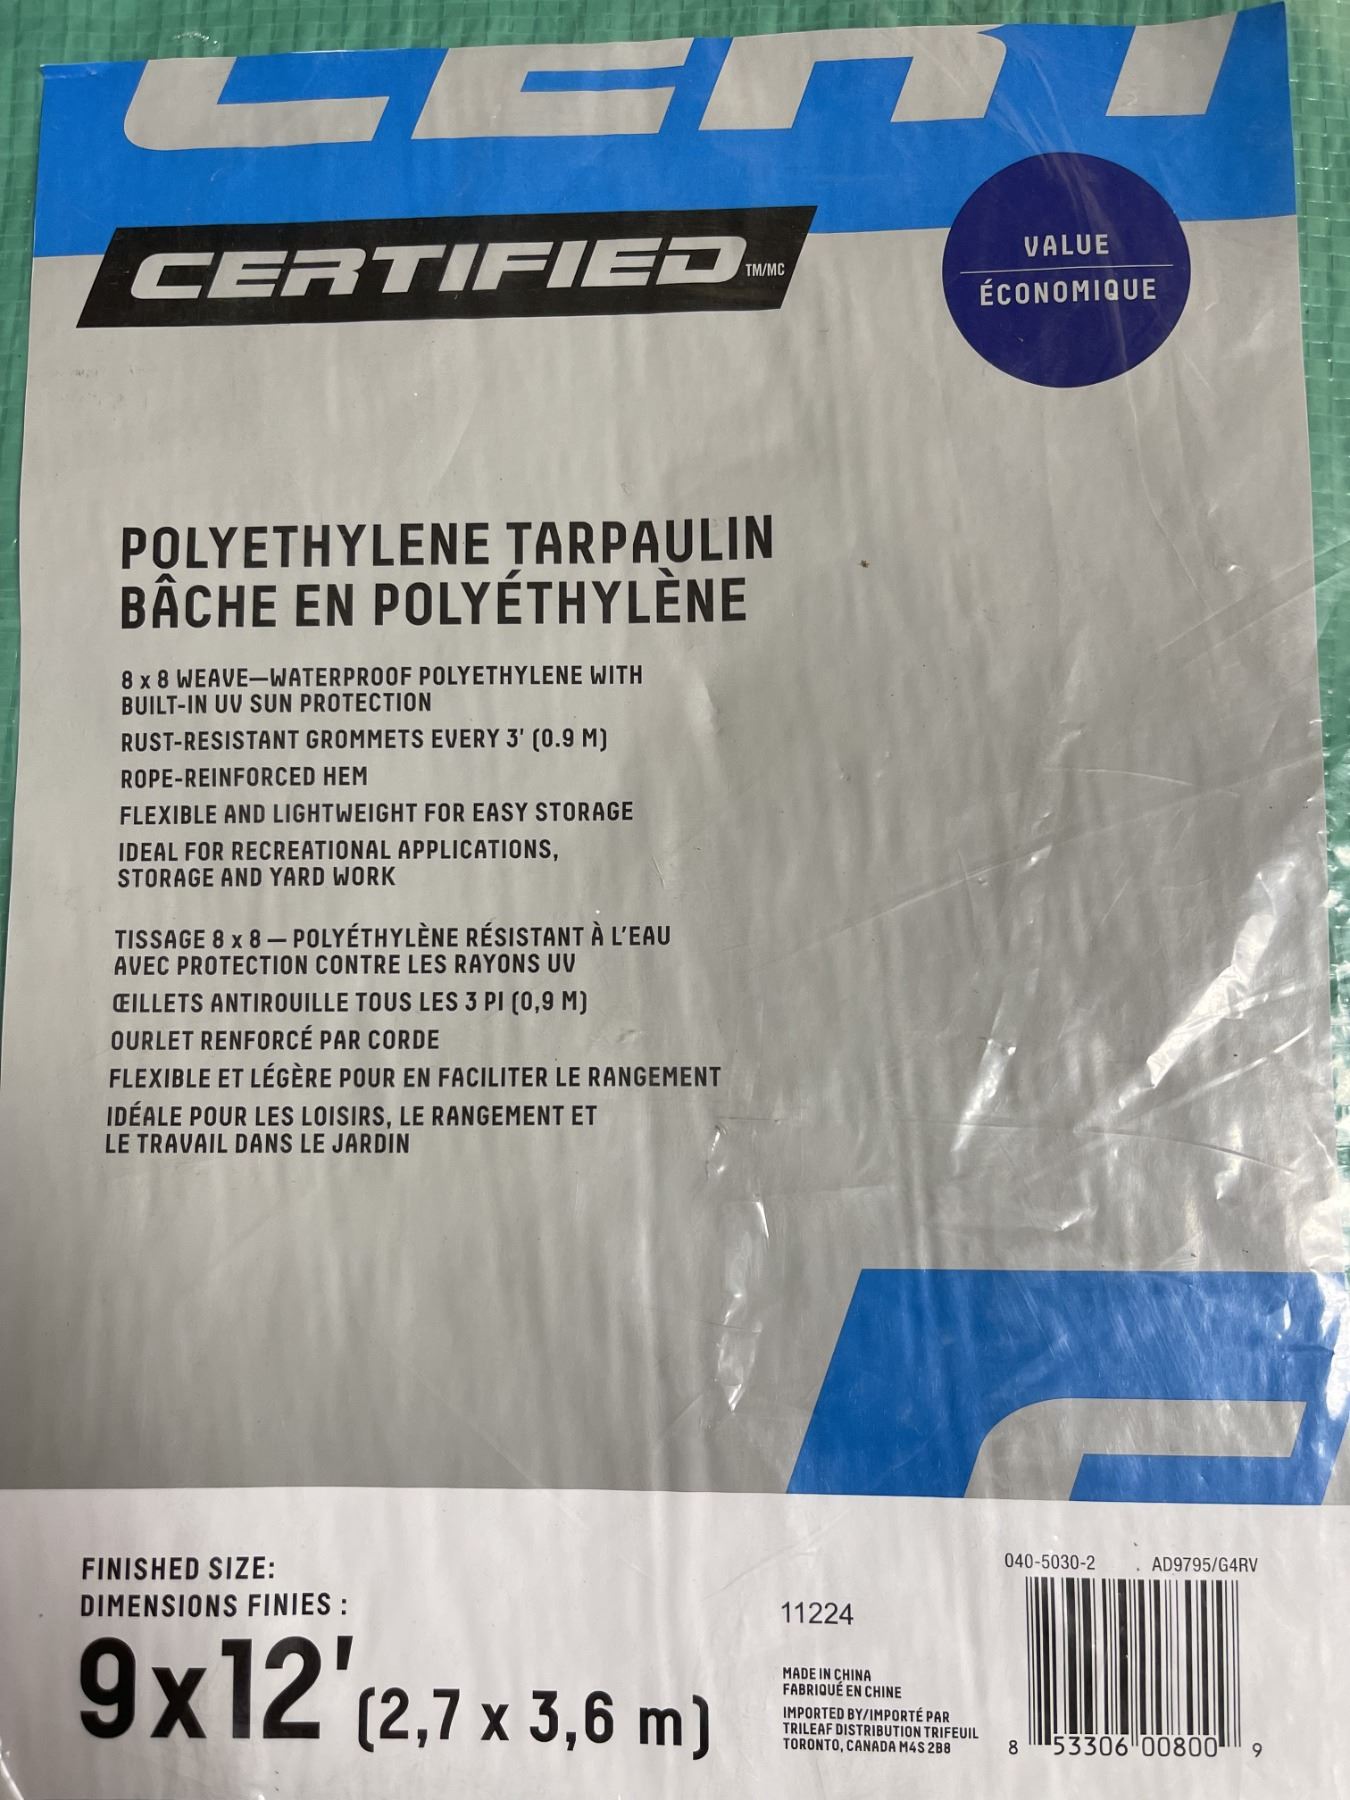 CERT
CERTIFIED TM/MC
VALUE
ÉCONOMIQUE
POLYETHYLENE TARPAULIN
BÂCHE EN POLYÉTHYLÈNE
8 x 8 WEAVE—WATERPROOF POLYETHYLENE WITH
BUILT-IN UV SUN PROTECTION
RUST-RESISTANT GROMMETS EVERY 3' (0.9 M)
ROPE-REINFORCED HEM
FLEXIBLE AND LIGHTWEIGHT FOR EASY STORAGE
IDEAL FOR RECREATIONAL APPLICATIONS,
STORAGE AND YARD WORK
TISSAGE 8 x 8 — POLYÉTHYLÈNE RÉSISTANT À L'EAU
AVEC PROTECTION CONTRE LES RAYONS UV
ŒILLETS ANTIROUILLE TOUS LES 3 PI (0,9 M)
OURLET RENFORCÉ PAR CORDE
FLEXIBLE ET LÉGÈRE POUR EN FACILITER LE RANGEMENT
IDÉALE POUR LES LOISIRS, LE RANGEMENT ET
LE TRAVAIL DANS LE JARDIN
FINISHED SIZE:
DIMENSIONS FINIES :
9x12' (2,7 x 3,6 m)
11224
MADE IN CHINA
FABRIQUÉ EN CHINE
IMPORTED BY/IMPORTÉ PAR
TRILEAF DISTRIBUTION TRIFEUIL
TORONTO, CANADA M4S 2B8
040-5030-2 . AD9795/G4RV
8 53306 00800 9